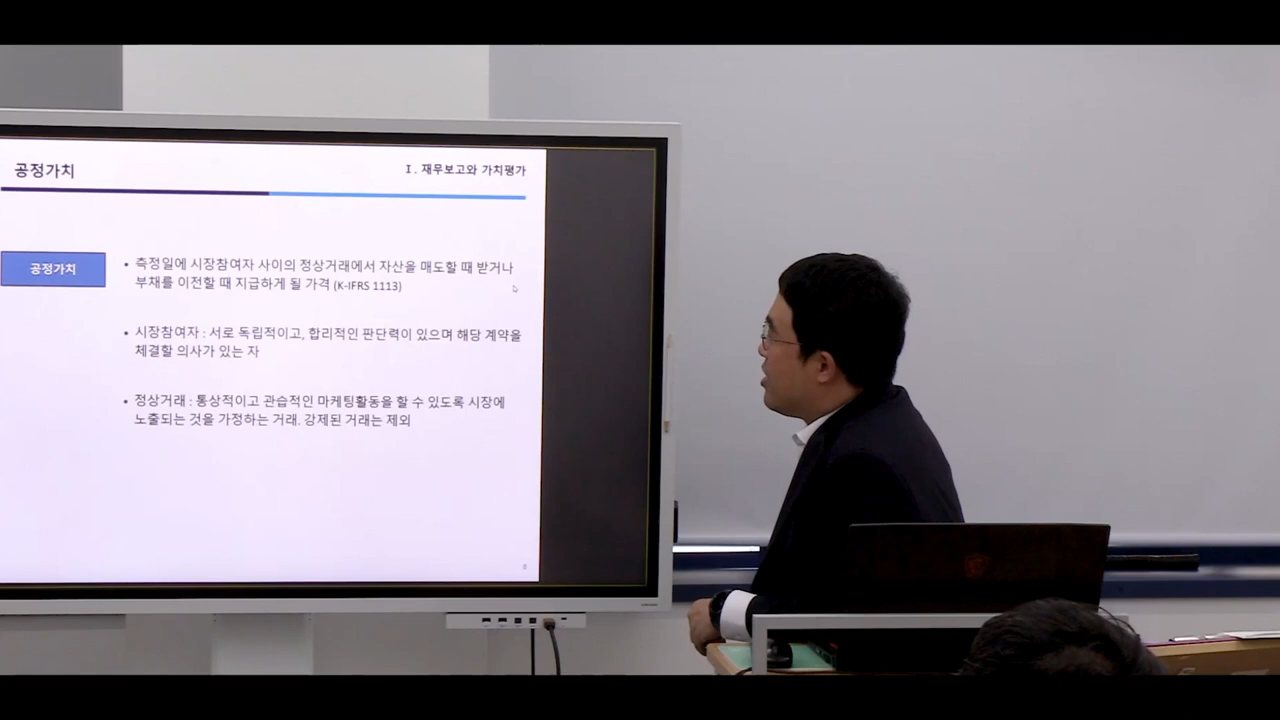 공정가치
Ⅰ. 재무보고와 가치평가
공정가치
• 측정일에 시장참여자 사이의 정상거래에서 자산을 매도할 때 받거나
부채를 이전할 때 지급하게 될 가격 (K-IFRS 1113)
• 시장참여자 : 서로 독립적이고, 합리적인 판단력이 있으며 해당 계약을
체결할 의사가 있는 자
• 정상거래 : 통상적이고 관습적인 마케팅활동을 할 수 있도록 시장에
노출되는 것을 가정하는 거래. 강제된 거래는 제외
8